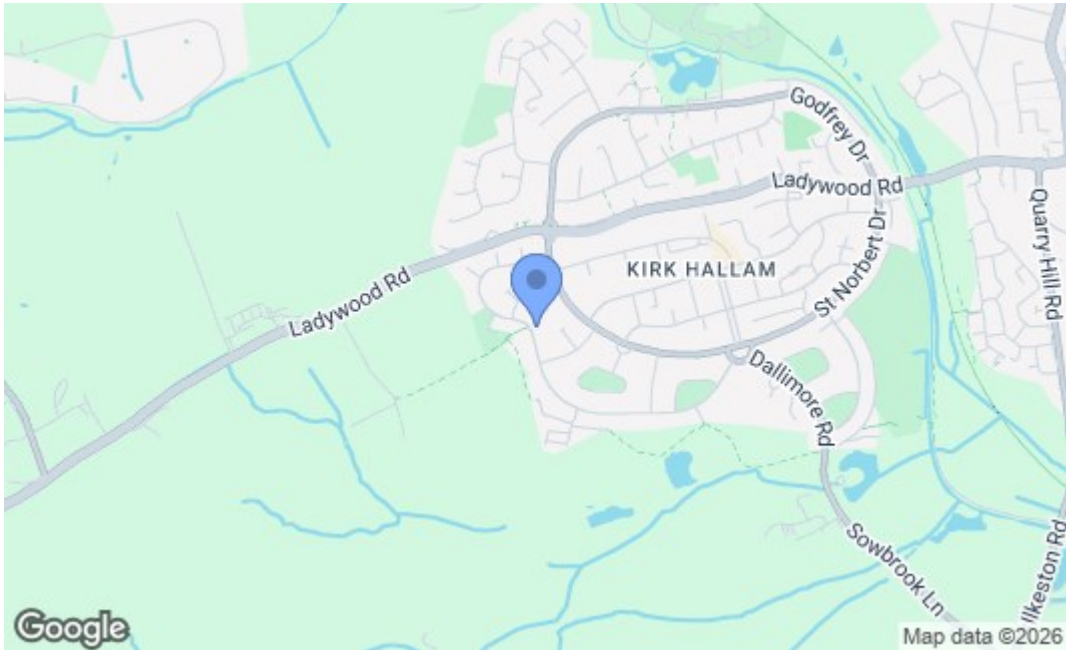 Godfrey Dr
Ladywood Rd
Quarry Hill Rd
KIRK HALLAM
St Norbert Dr
Ladywood Rd
Dallimore Rd
Sowbrook Ln
Ilkeston Rd
Google
Map data ©2026